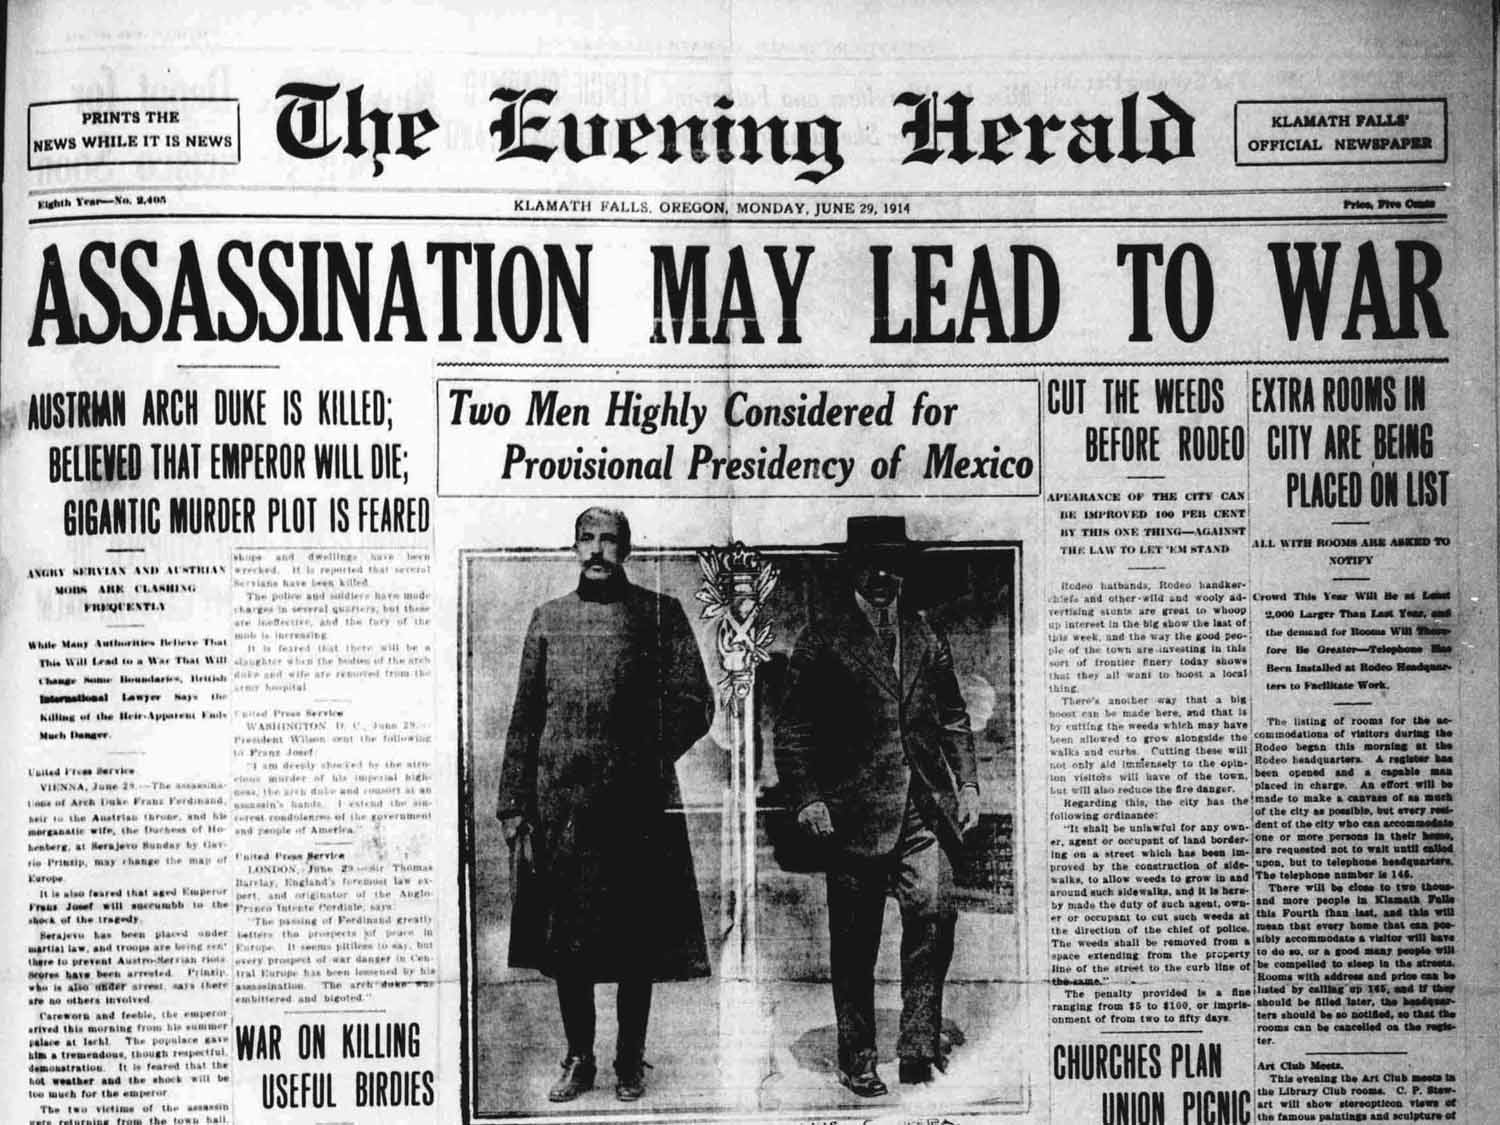 PRINTS THE
NEWS WHILE IT IS NEWS
The Evening Herald
KLAMATH FALLS'
OFFICIAL NEWSPAPER
Eighth Year—No. 2,405
KLAMATH FALLS, OREGON, MONDAY, JUNE 29, 1914
Price, Five Cents
ASSASSINATION MAY LEAD TO WAR
AUSTRIAN ARCH DUKE IS KILLED;
BELIEVED THAT EMPEROR WILL DIE;
GIGANTIC MURDER PLOT IS FEARED
ANGRY SERVIAN AND AUSTRIAN
MOBS ARE CLASHING
FREQUENTLY
While Many Authorities Believe That
This Will Lead to a War That Will
Change Some Boundaries, British
International Lawyer Says the
Killing of the Heir-Apparent Ends
Much Danger.
United Press Service
VIENNA, June 29.—The assassina-
tions of Arch Duke Franz Ferdinand,
heir to the Austrian throne, and his
morganatic wife, the Duchess of Ho-
henberg, at Serajevo Sunday by Gav-
rio Printzip, may change the map of
Europe.
It is also feared that aged Emperor
Franz Josef will succumb to the
shock of the tragedy.
Serajevo has been placed under
martial law, and troops are being sent
there to prevent Austro-Servian riots.
Scores have been arrested. Printzip,
who is also under arrest, says there
are no others involved.
Careworn and feeble, the emperor
arived this morning from his summer
palace at Ischl. The populace gave
him a tremendous, though respectful,
demonstration. It is feared that the
hot weather and the shock will be
too much for the emperor.
The two victims of the assassin
were returning from the town hall,
shops and dwellings have been
wrecked. It is reported that several
Servians have been killed.
The police and soldiers have made
charges in several quarters, but these
are ineffective, and the fury of the
mob is increasing.
It is feared that there will be a
slaughter when the bodies of the arch
duke and wife are removed from the
army hospital.
United Press Service
WASHINGTON, D. C., June 29.—
President Wilson sent the following
to Franz Josef:
"I am deeply shocked by the atro-
cious murder of his imperial high-
ness, the arch duke and consort at an
assassin's hands. I extend the sin-
cerest condolences of the government
and people of America."
United Press Service
LONDON, June 29.—Sir Thomas
Barclay, England's foremost law ex-
pert, and originator of the Anglo-
Franco Entente Cordiale, says:
"The passing of Ferdinand greatly
betters the prospects of peace in
Europe. It seems pitiless to say, but
every prospect of war danger in Cen-
tral Europe has been lessened by his
assassination. The arch duke was
embittered and bigoted."
WAR ON KILLING
USEFUL BIRDIES
Two Men Highly Considered for
Provisional Presidency of Mexico
CUT THE WEEDS
BEFORE RODEO
APEARANCE OF THE CITY CAN
BE IMPROVED 100 PER CENT
BY THIS ONE THING—AGAINST
THE LAW TO LET 'EM STAND
Rodeo hatbands, Rodeo handker-
chiefs and other-wild and wooly ad-
vertising stunts are great to whoop
up interest in the big show the last of
this week, and the way the good peo-
ple of the town are investing in this
sort of frontier finery today shows
that they all want to boost a local
thing.
There's another way that a big
boost can be made here, and that is
by cutting the weeds which may have
been allowed to grow alongside the
walks and curbs. Cutting these will
not only aid immensely to the opin-
ion visitors will have of the town,
but will also reduce the fire danger.
Regarding this, the city has the
following ordinance:
"It shall be unlawful for any own-
er, agent or occupant of land border-
ing on a street which has been im-
proved by the construction of side-
walks, to allow weeds to grow in and
around such sidewalks, and it is here-
by made the duty of such agent, own-
er or occupant to cut such weeds at
the direction of the chief of police.
The weeds shall be removed from a
space extending from the property
line of the street to the curb line of
the same."
The penalty provided is a fine
ranging from $5 to $100, or impris-
onment of from two to fifty days.
CHURCHES PLAN
UNION PICNIC
EXTRA ROOMS IN
CITY ARE BEING
PLACED ON LIST
ALL WITH ROOMS ARE ASKED TO
NOTIFY
Crowd This Year Will Be at Least
2,000 Larger Than Last Year, and
the demand for Rooms Will There-
fore Be Greater—Telephone Has
Been Installed at Rodeo Headquar-
ters to Facilitate Work.
The listing of rooms for the ac-
commodations of visitors during the
Rodeo began this morning at the
Rodeo headquarters. A register has
been opened and a capable man
placed in charge. An effort will be
made to make a canvass of as much
of the city as possible, but every resi-
dent of the city who can accommodate
one or more persons in their home,
are requested not to wait until called
upon, but to telephone headquarters.
The telephone number is 146.
There will be close to two thous-
and more people in Klamath Falls
this Fourth than last, and this will
mean that every home that can pos-
sibly accommodate a visitor will have
to do so, or a good many people will
be compelled to sleep in the streets.
Rooms with address and price can be
listed by calling up 146, and if they
should be filled later, the headquar-
ters should be so notified, so that the
rooms can be cancelled on the regis-
ter.
Art Club Meets.
This evening the Art Club meets in
the Library Club rooms. C. P. Stew-
art will show stereopticon views of
the famous paintings and sculpture of